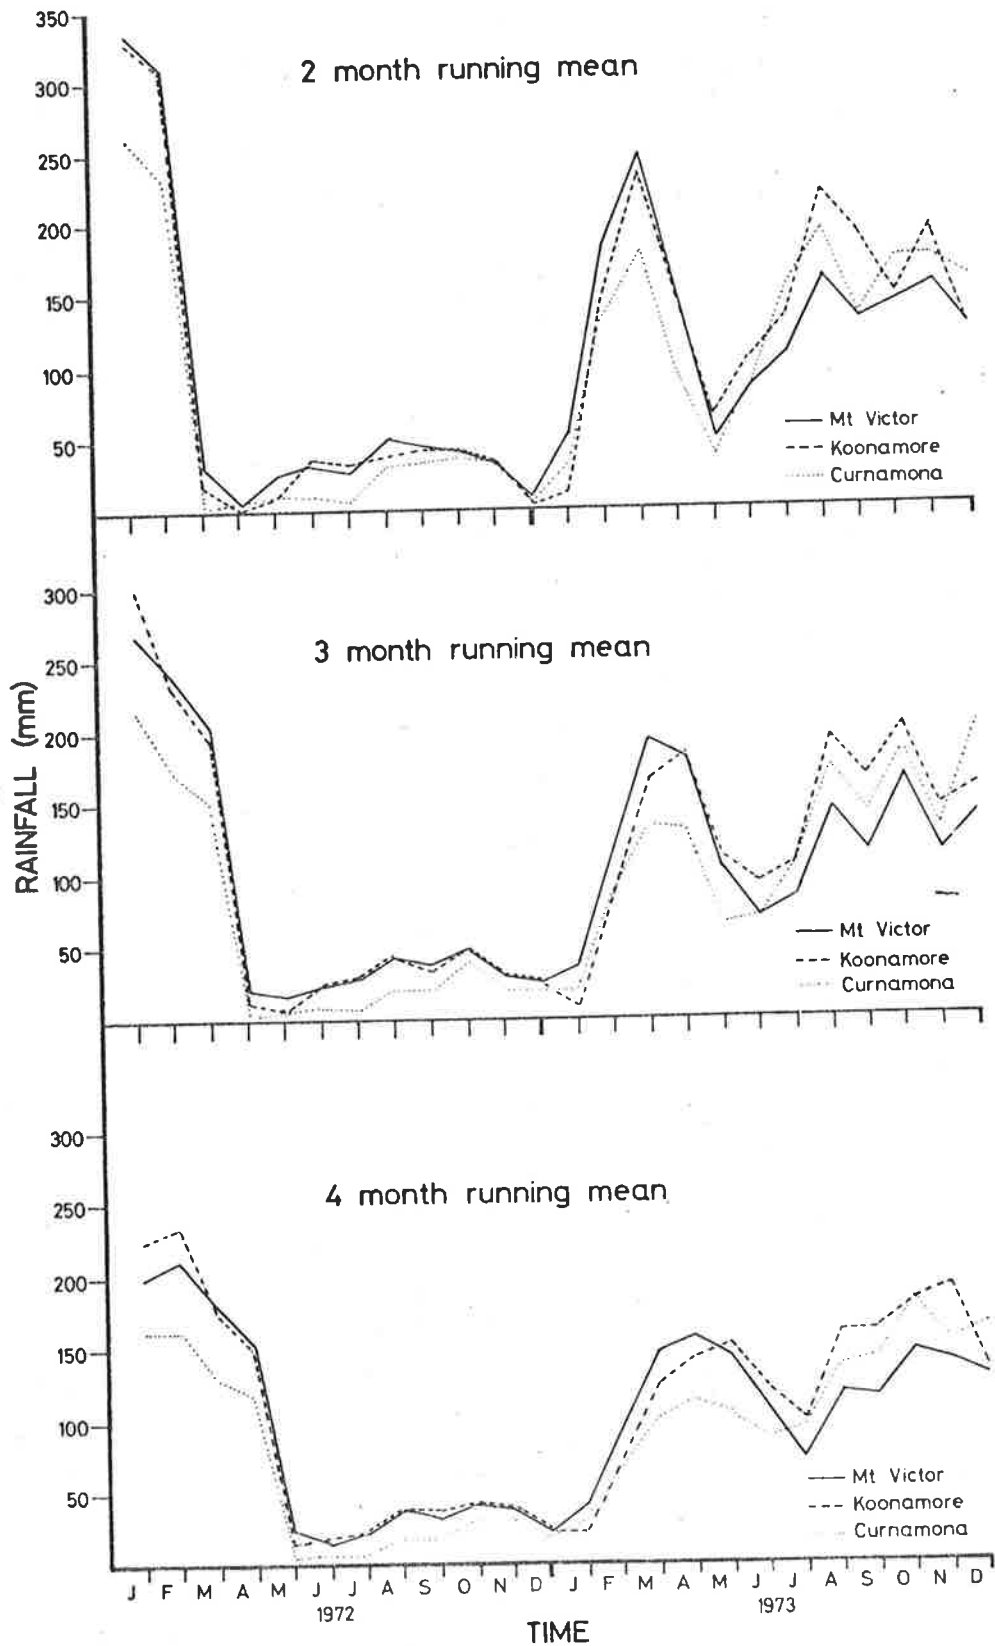 350
2 month running mean
300
250
200
150
100
50
Mt Victor
Koonamore
Curnamona
RAINFALL (mm)
300
3 month running mean
250
200
150
100
50
Mt Victor
Koonamore
Curnamona
300
4 month running mean
250
200
150
100
50
Mt Victor
Koonamore
Curnamona
J F M A M J J A S O N D J F M A M J J A S O N D
1972 1973
TIME